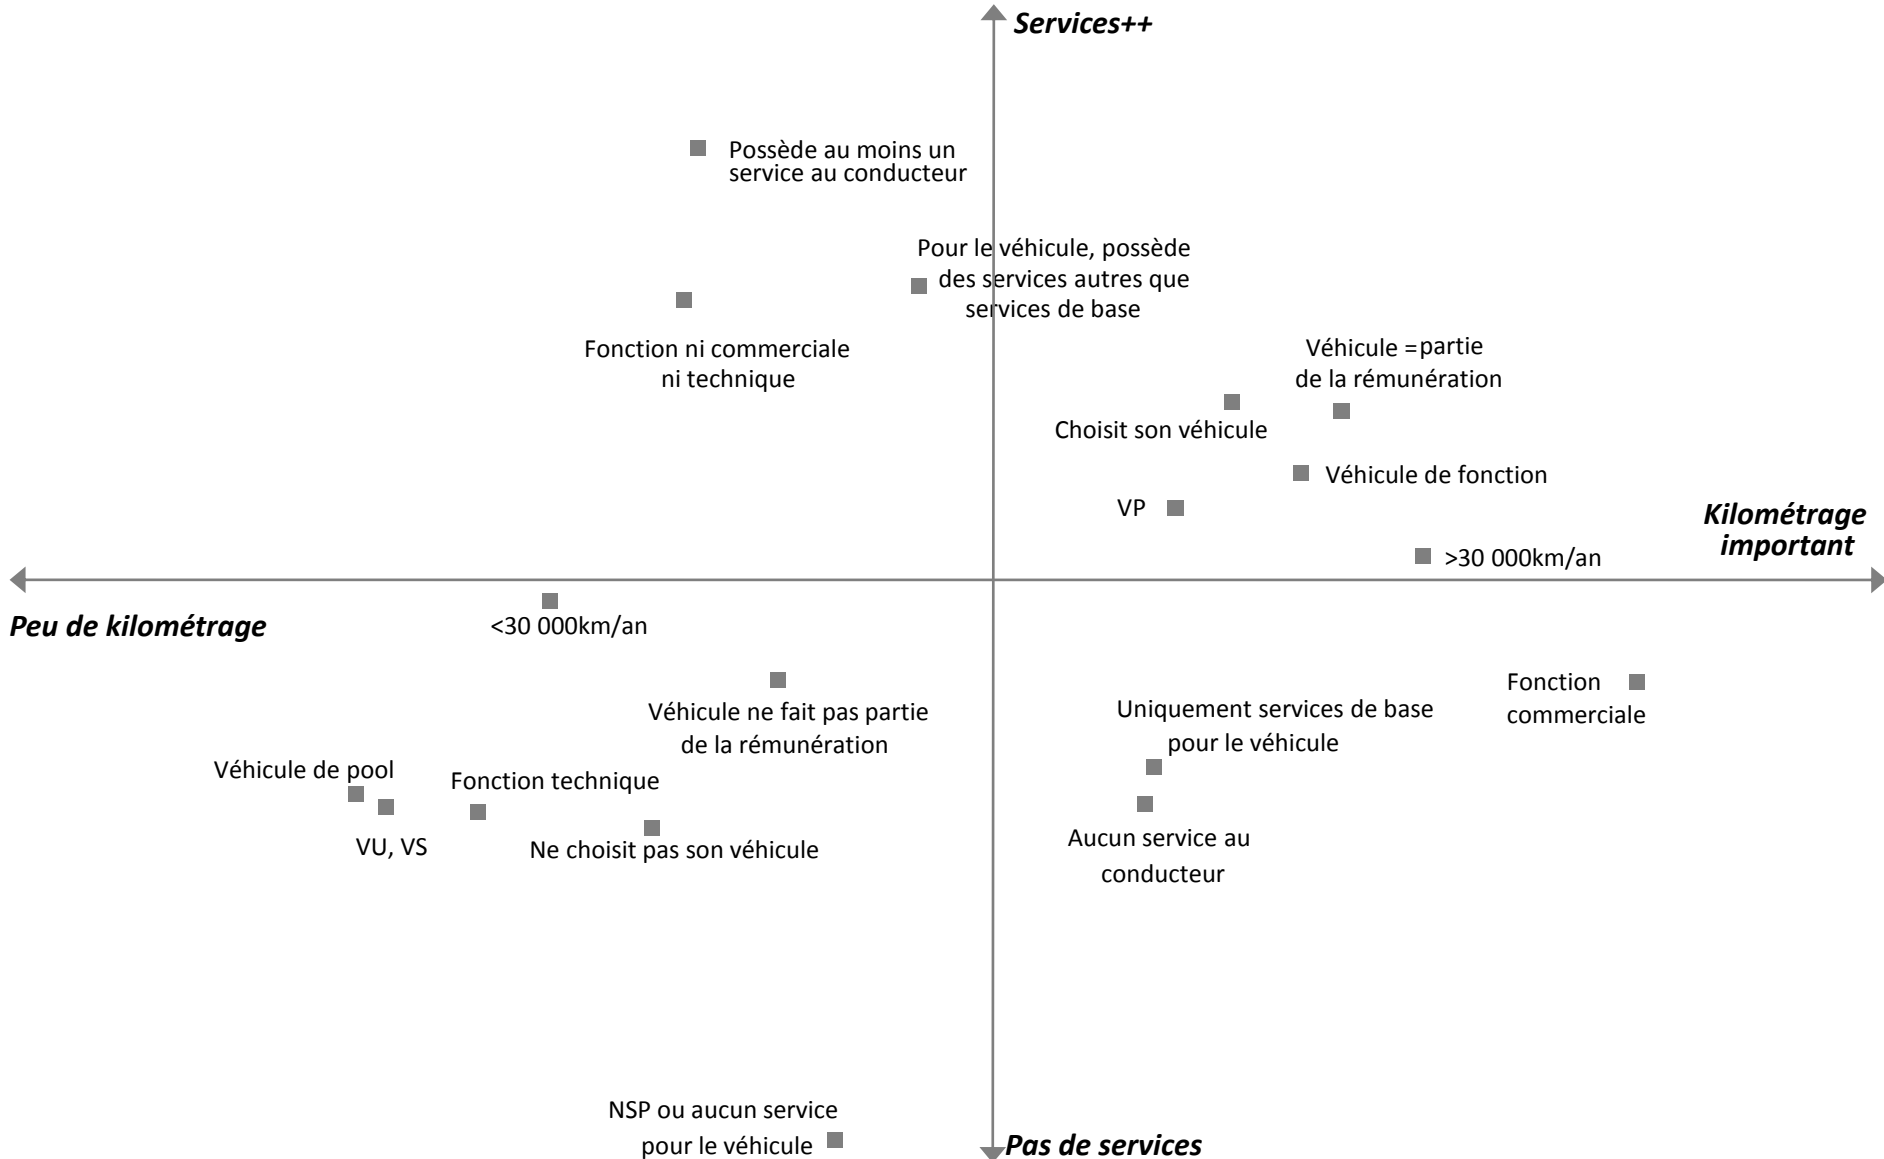 Services++
Possède au moins un
service au conducteur
Pour le véhicule, possède
des services autres que
services de base
Fonction ni commerciale
ni technique
Véhicule =partie
de la rémunération
Choisit son véhicule
Véhicule de fonction
VP
Kilométrage
important
>30 000km/an
Peu de kilométrage
<30 000km/an
Véhicule ne fait pas partie
de la rémunération
Uniquement services de base
pour le véhicule
Fonction
commerciale
Véhicule de pool
Fonction technique
VU, VS
Ne choisit pas son véhicule
Aucun service au
conducteur
NSP ou aucun service
pour le véhicule
Pas de services